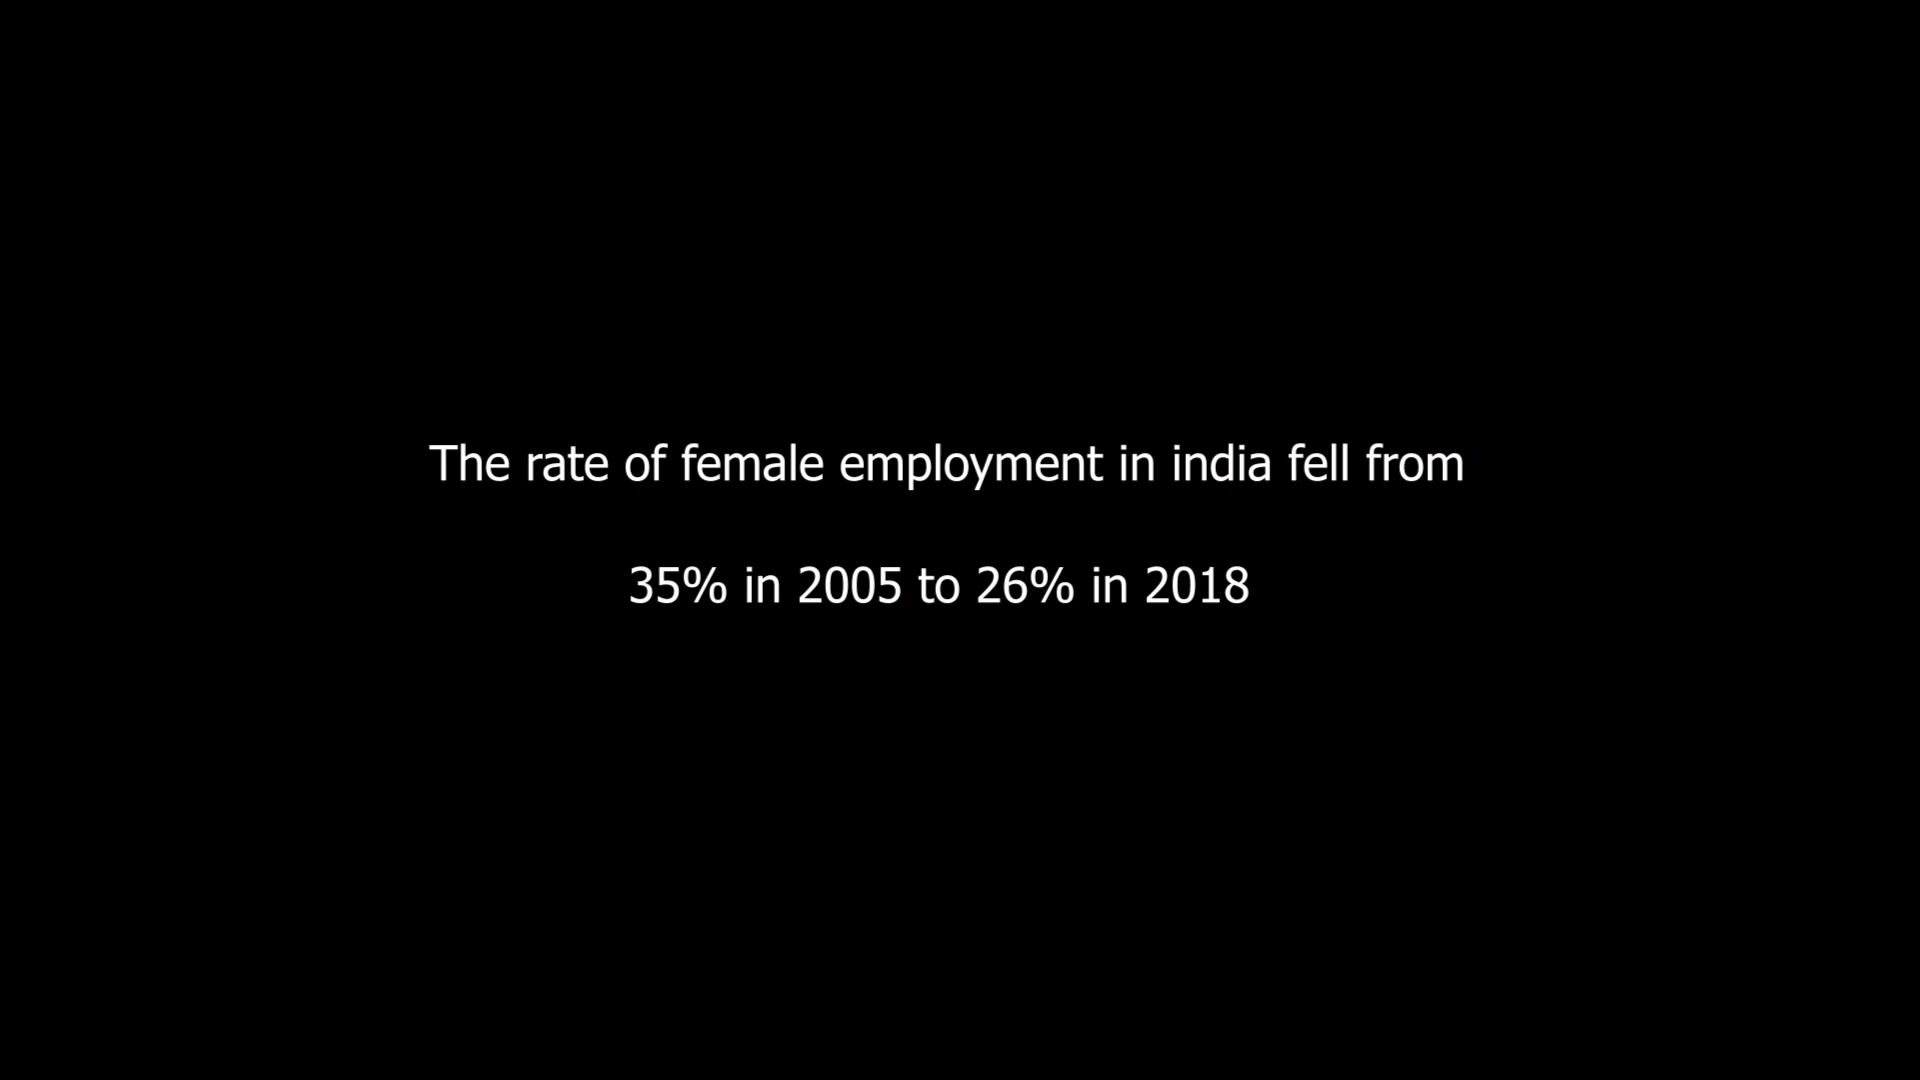 The rate of female employment in india fell from
35% in 2005 to 26% in 2018